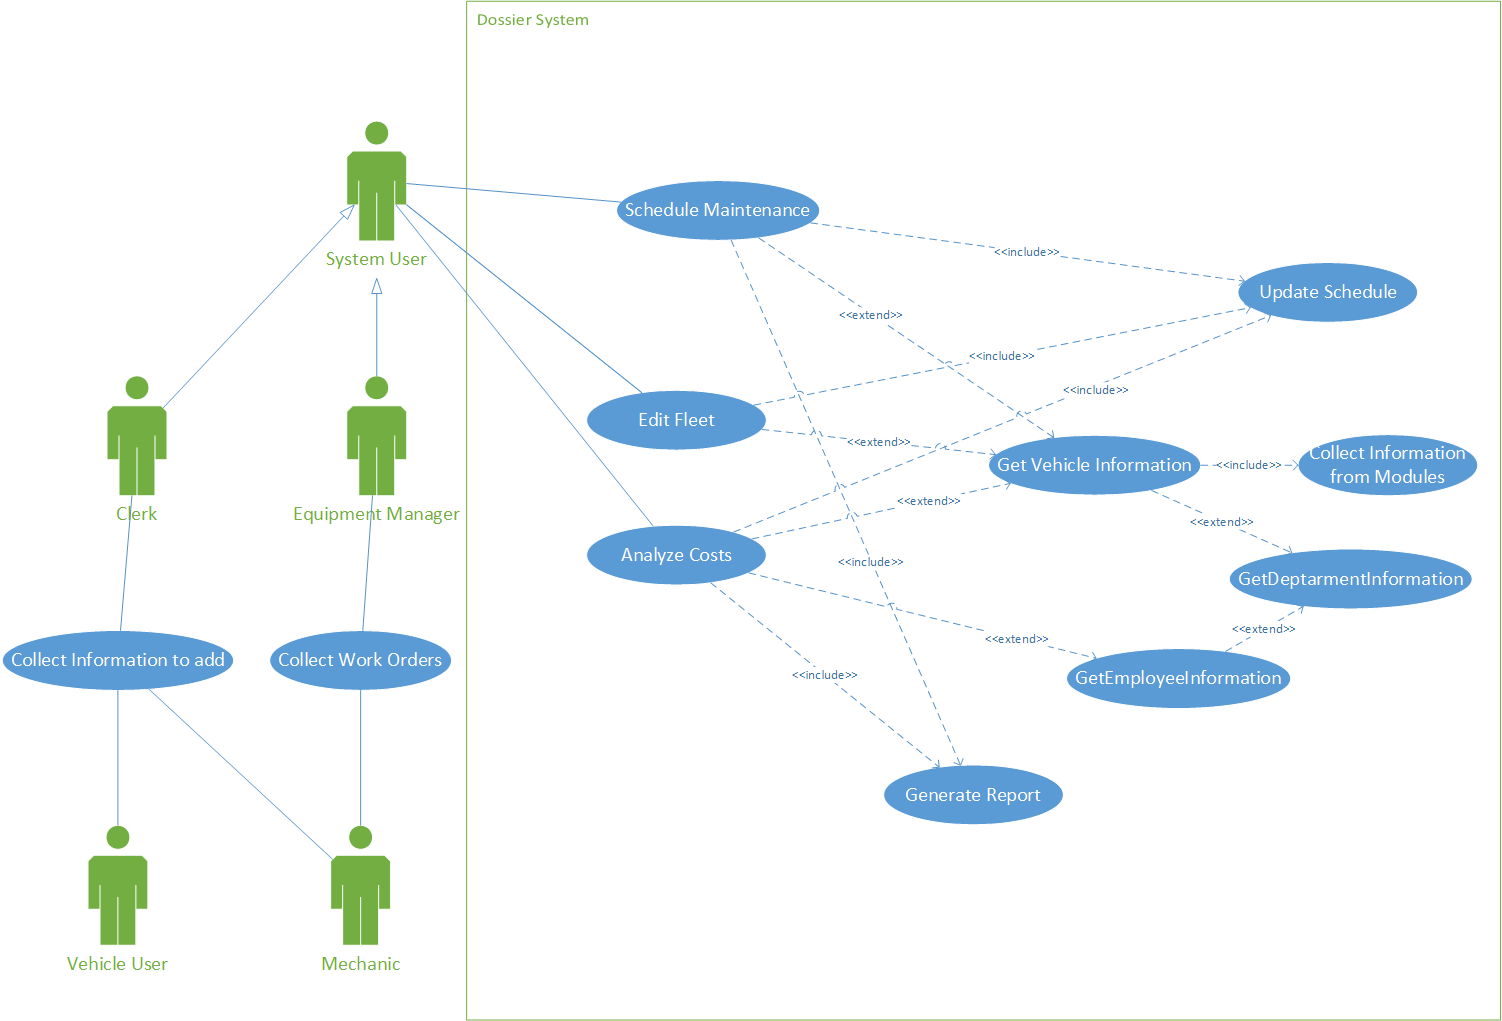 Dossier System
Schedule Maintenance
System User
<<include>>
Update Schedule
<<extend>>
<<include>>
<<include>>
Edit Fleet
<<extend>>
Get Vehicle Information
<<include>>
Collect Information
from Modules
<<extend>>
Clerk
Equipment Manager
<<extend>>
Analyze Costs
<<include>>
GetDeptarmentInformation
<<extend>>
<<extend>>
Collect Information to add
Collect Work Orders
<<include>>
GetEmployeeInformation
Generate Report
Vehicle User
Mechanic